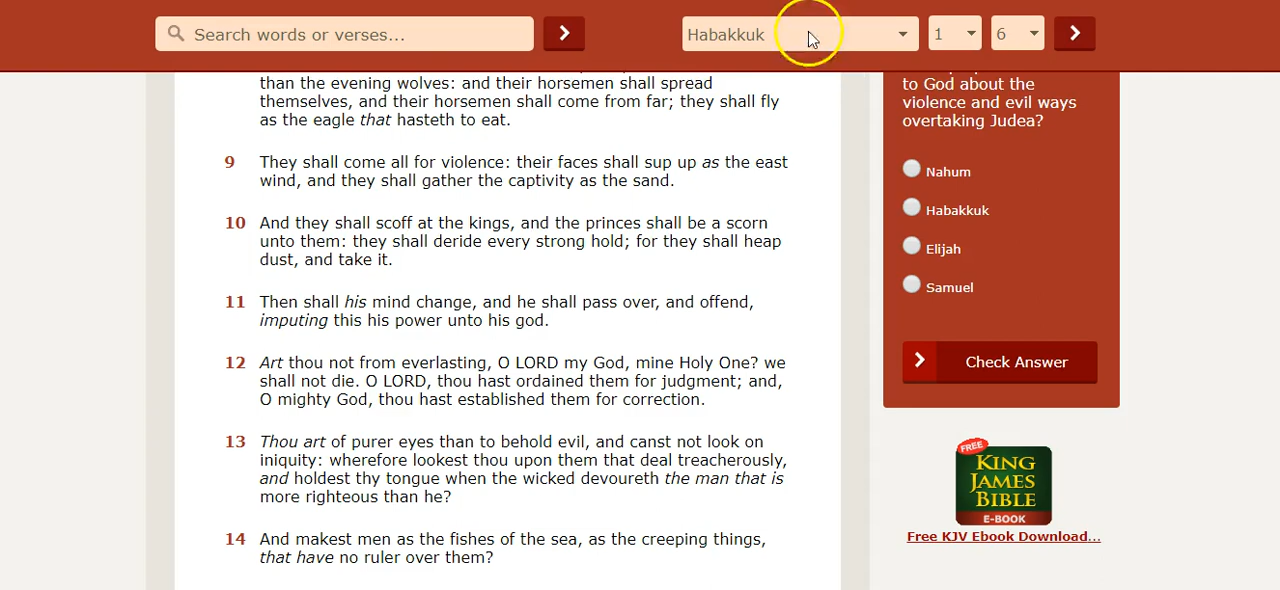 Search words or verses...
Habakkuk
1
6
than the evening wolves: and their horsemen shall spread
themselves, and their horsemen shall come from far; they shall fly
as the eagle that hasteth to eat.
9 They shall come all for violence: their faces shall sup up as the east
wind, and they shall gather the captivity as the sand.
10 And they shall scoff at the kings, and the princes shall be a scorn
unto them: they shall deride every strong hold; for they shall heap
dust, and take it.
11 Then shall his mind change, and he shall pass over, and offend,
imputing this his power unto his god.
12 Art thou not from everlasting, O LORD my God, mine Holy One? we
shall not die. O LORD, thou hast ordained them for judgment; and,
O mighty God, thou hast established them for correction.
13 Thou art of purer eyes than to behold evil, and canst not look on
iniquity: wherefore lookest thou upon them that deal treacherously,
and holdest thy tongue when the wicked devoureth the man that is
more righteous than he?
14 And makest men as the fishes of the sea, as the creeping things,
that have no ruler over them?
to God about the
violence and evil ways
overtaking Judea?
Nahum
Habakkuk
Elijah
Samuel
Check Answer
FREE
KING
JAMES
BIBLE
E-BOOK
Free KJV Ebook Download...